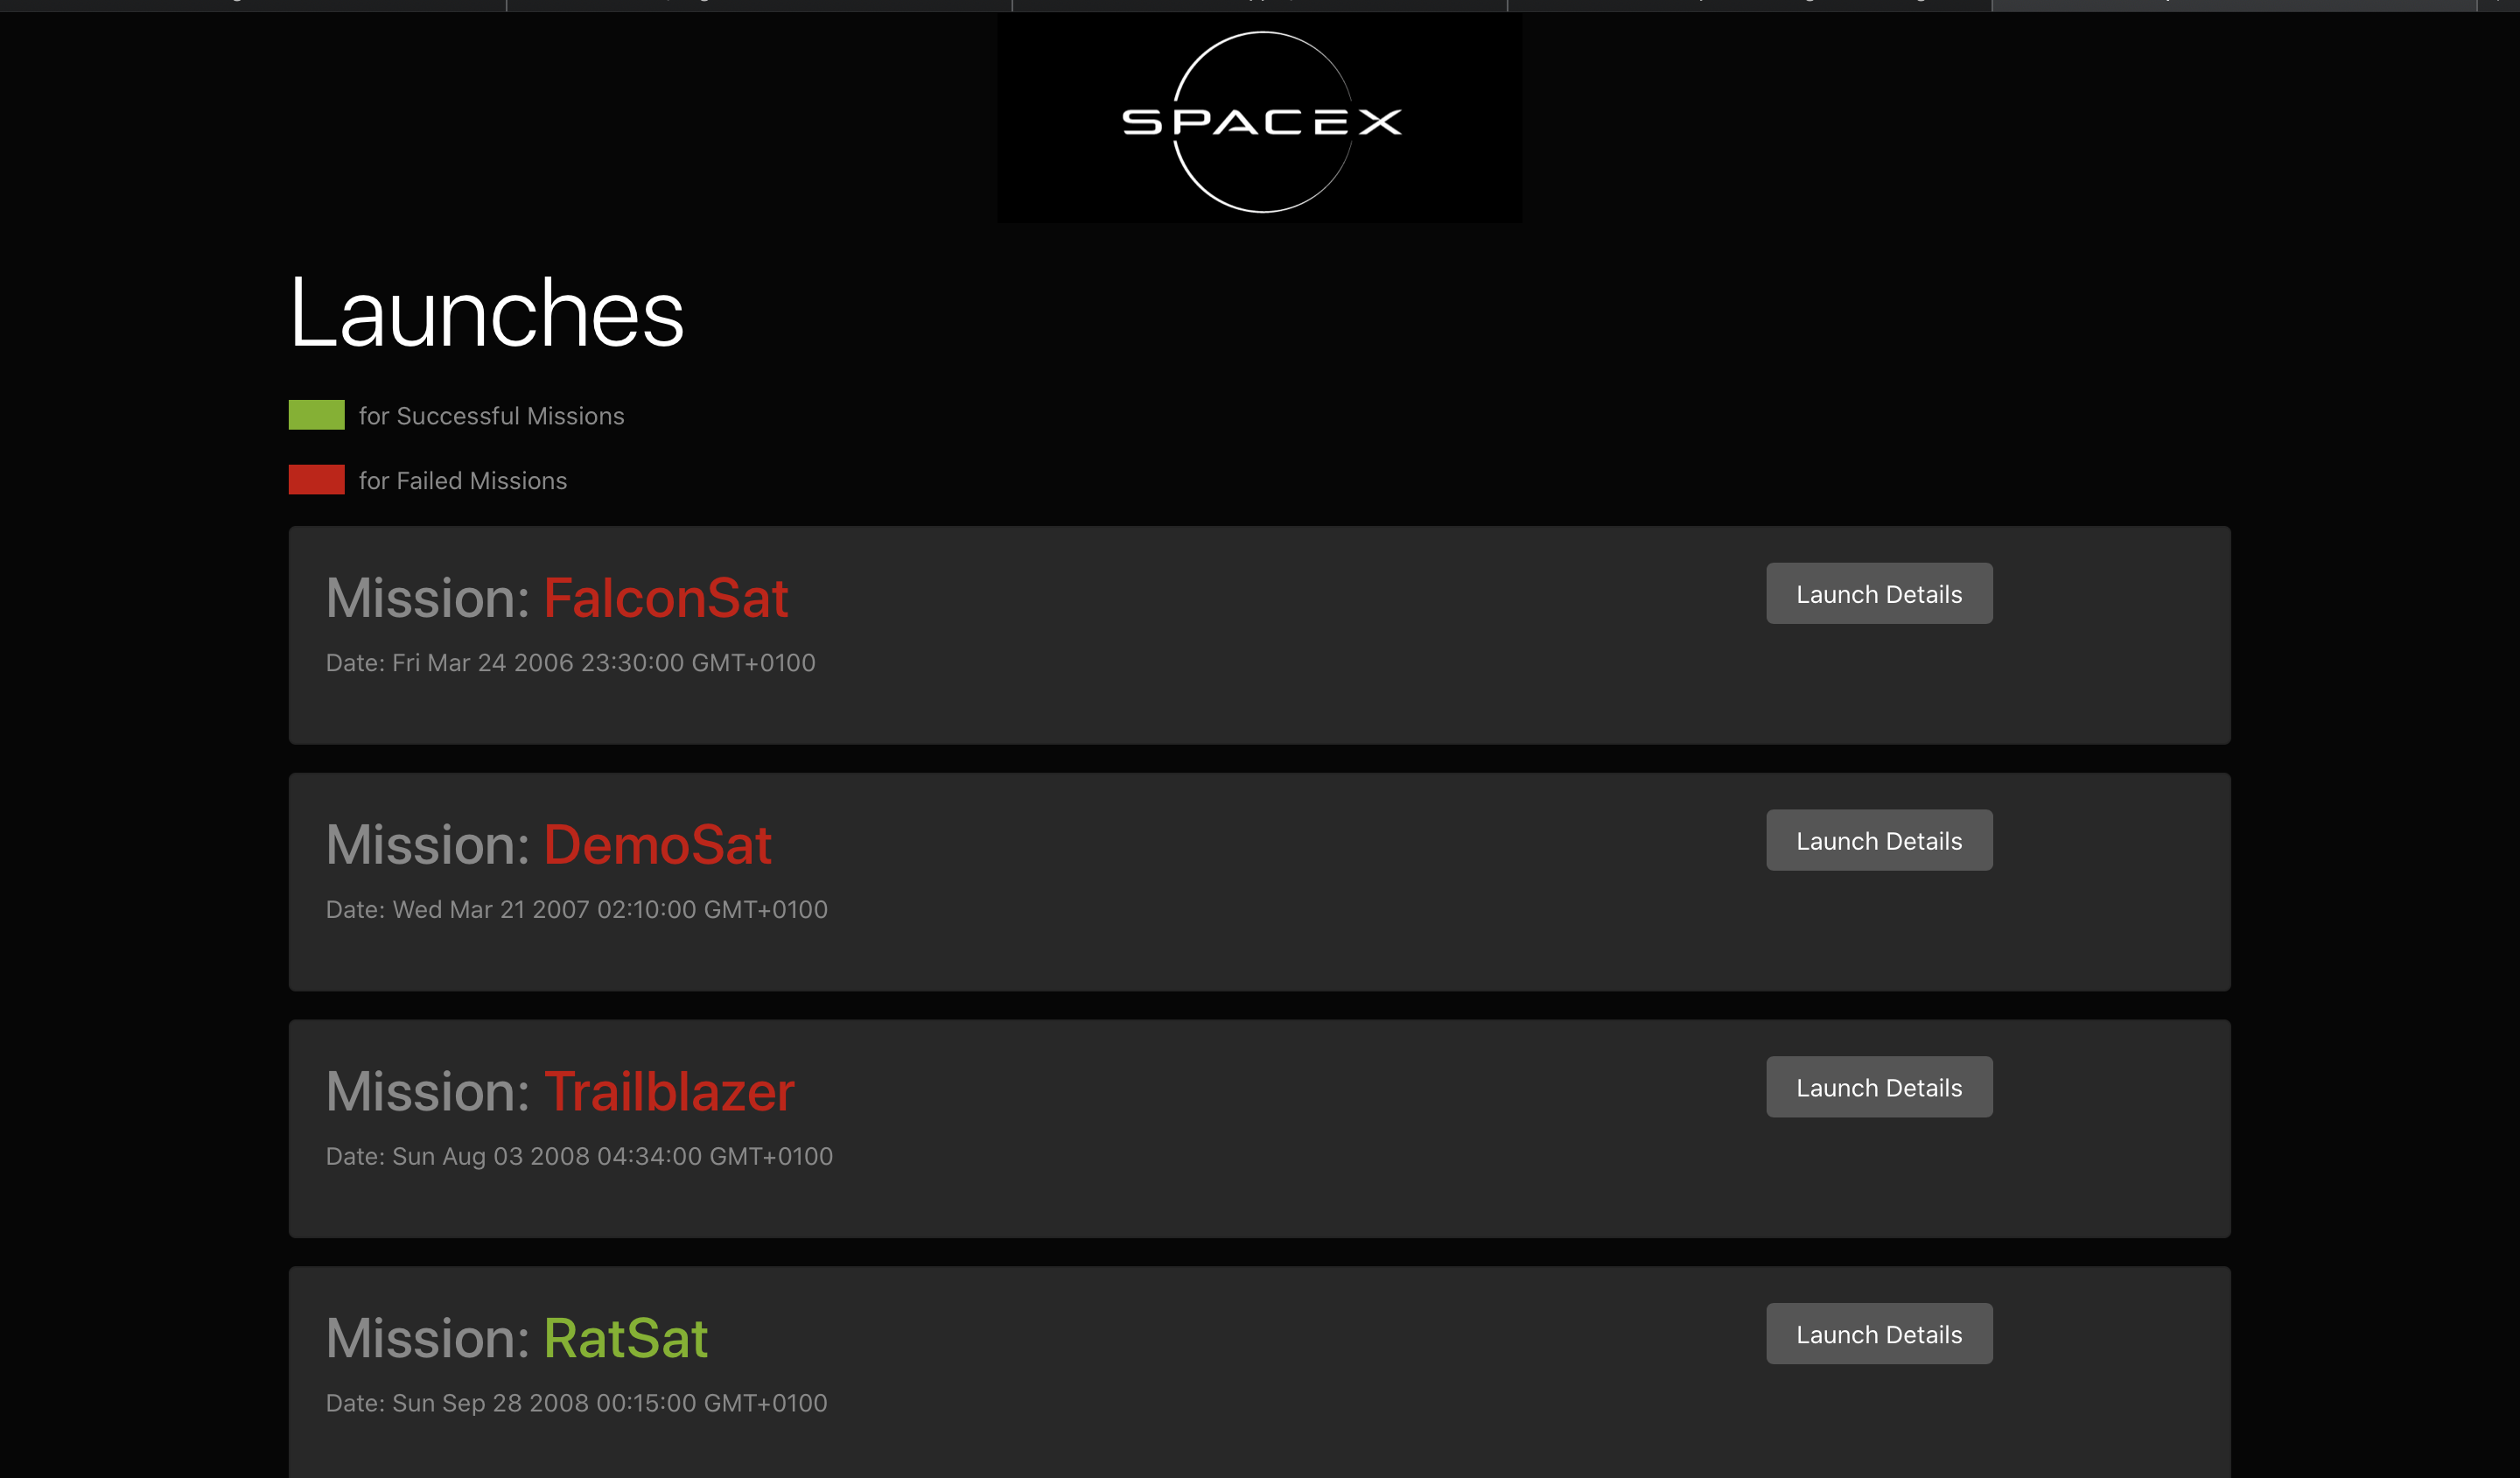 SPACEX
Launches
for Successful Missions
for Failed Missions
Mission: FalconSat
Launch Details
Date: Fri Mar 24 2006 23:30:00 GMT+0100
Mission: DemoSat
Launch Details
Date: Wed Mar 21 2007 02:10:00 GMT+0100
Mission: Trailblazer
Launch Details
Date: Sun Aug 03 2008 04:34:00 GMT+0100
Mission: RatSat
Launch Details
Date: Sun Sep 28 2008 00:15:00 GMT+0100